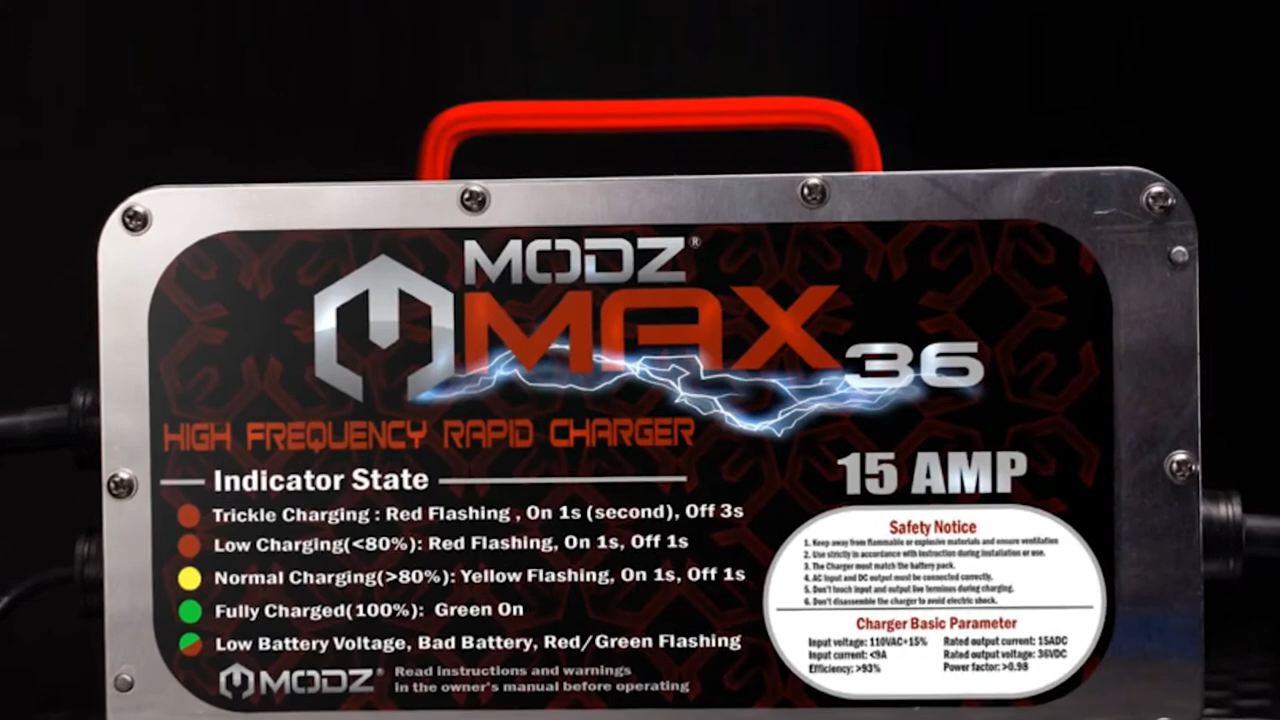 MODZ®
MAX 36
HIGH FREQUENCY RAPID CHARGER
Indicator State
Trickle Charging : Red Flashing , On 1s (second), Off 3s
Low Charging(<80%): Red Flashing, On 1s, Off 1s
Normal Charging(>80%): Yellow Flashing, On 1s, Off 1s
Fully Charged(100%): Green On
Low Battery Voltage, Bad Battery, Red/Green Flashing
MODZ®
Read instructions and warnings
in the owner's manual before operating
15 AMP
Safety Notice
1. Keep away from flammable or explosive materials and ensure ventilation
2. Use strictly in accordance with instruction during installation or use.
3. The Charger must match the battery pack.
4. AC input and DC output must be connected correctly.
5. Don't touch input and output live terminus during charging.
6. Don't disassemble the charger to avoid electric shock.
Charger Basic Parameter
Input voltage: 110VAC+15% Rated output current: 15ADC
Input current: <9A Rated output voltage: 36VDC
Efficiency: >93% Power factor: >0.98